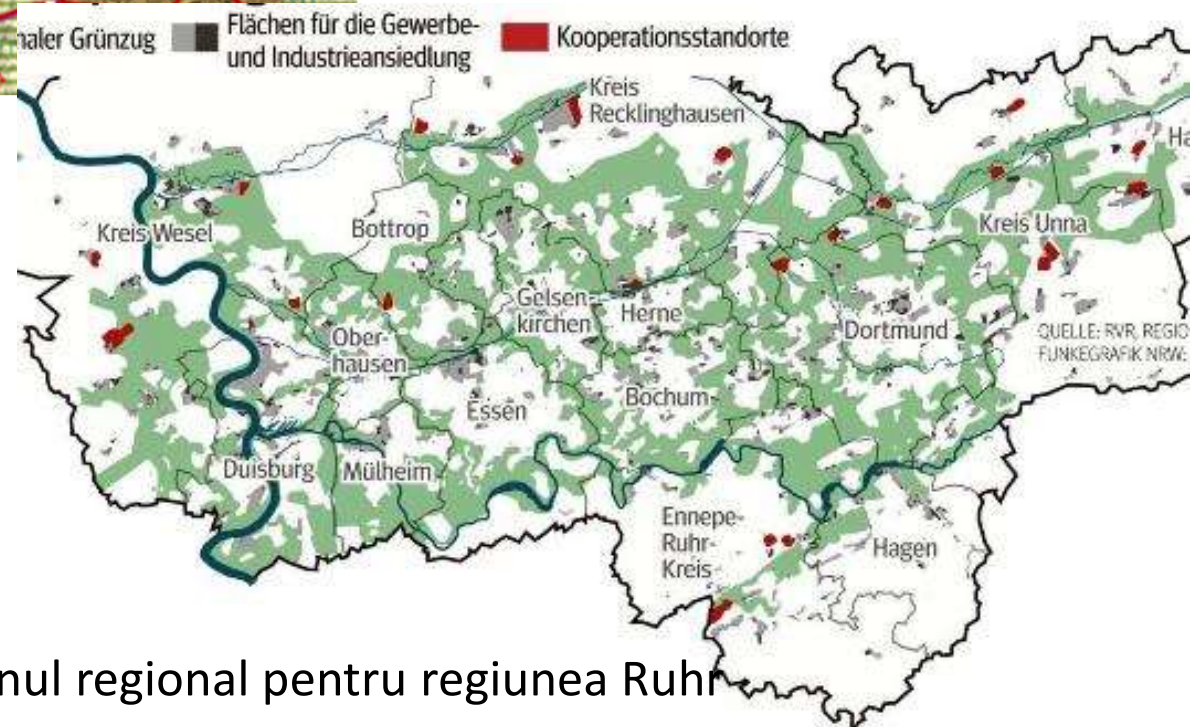 naler Grünzug
Flächen für die Gewerbe-
und Industrieansiedlung
Kooperationsstandorte
Kreis
Recklinghausen
Ha
Kreis Wesel
Bottrop
Kreis Unna
Gelsen-
kirchen
Herne
Ober-
hausen
Dortmund
QUELLE: RVR, REGIO
FUNKEGRAFIK NRW:
Essen
Bochum
Duisburg
Mülheim
Ennepe-
Ruhr-
Kreis
Hagen
nul regional pentru regiunea Ruhr